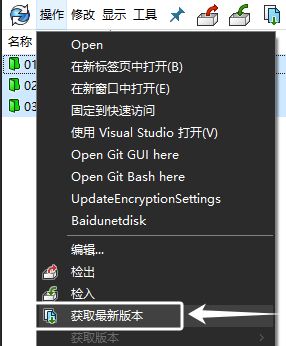 操作 修改 显示 工具
名称
01
02
03
Open
在新标签页中打开(B)
在新窗口中打开(E)
固定到快速访问
使用 Visual Studio 打开(V)
Open Git GUI here
Open Git Bash here
UpdateEncryptionSettings
Baidunetdisk
编辑...
检出
检入
获取最新版本
获取版本